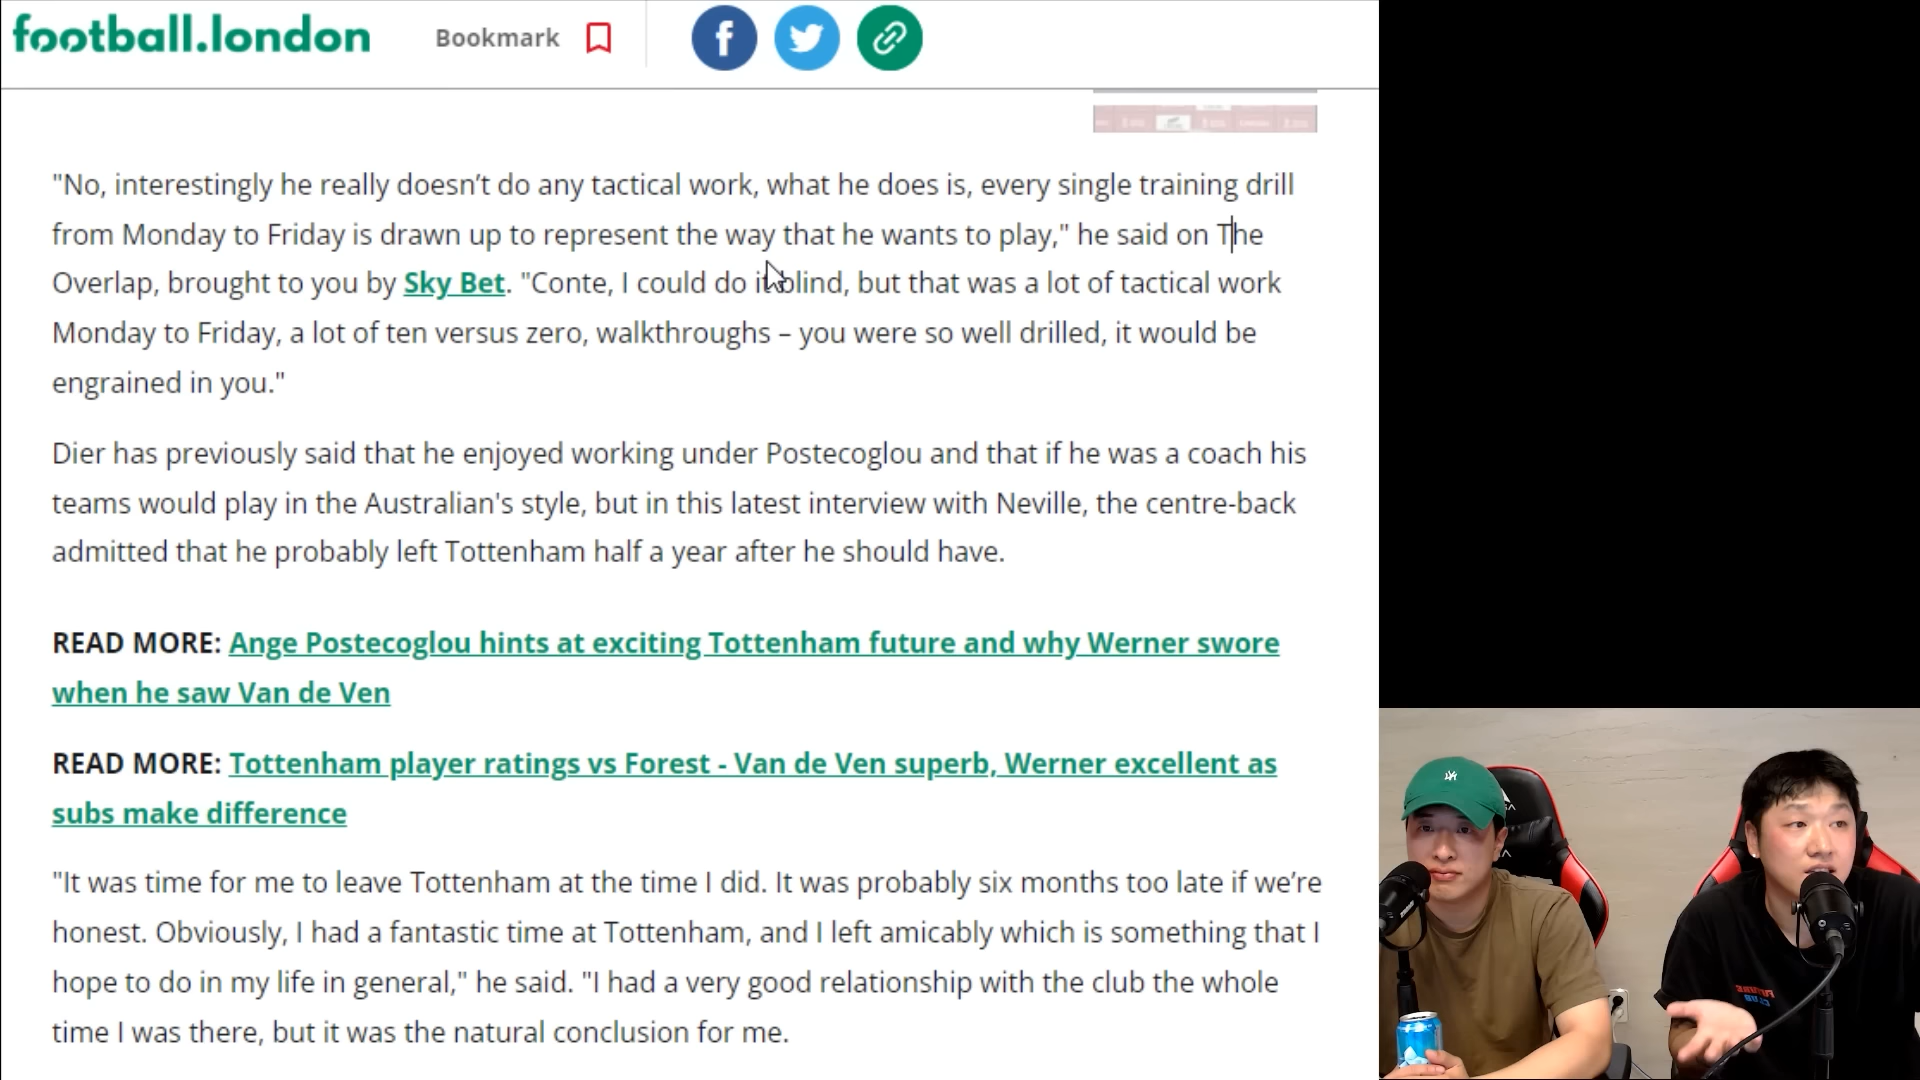 football.london
Bookmark
"No, interestingly he really doesn’t do any tactical work, what he does is, every single training drill
from Monday to Friday is drawn up to represent the way that he wants to play," he said on The
Overlap, brought to you by Sky Bet. "Conte, I could do it blind, but that was a lot of tactical work
Monday to Friday, a lot of ten versus zero, walkthroughs – you were so well drilled, it would be
engrained in you."
Dier has previously said that he enjoyed working under Postecoglou and that if he was a coach his
teams would play in the Australian's style, but in this latest interview with Neville, the centre-back
admitted that he probably left Tottenham half a year after he should have.
READ MORE: Ange Postecoglou hints at exciting Tottenham future and why Werner swore
when he saw Van de Ven
READ MORE: Tottenham player ratings vs Forest - Van de Ven superb, Werner excellent as
subs make difference
"It was time for me to leave Tottenham at the time I did. It was probably six months too late if we’re
honest. Obviously, I had a fantastic time at Tottenham, and I left amicably which is something that I
hope to do in my life in general," he said. "I had a very good relationship with the club the whole
time I was there, but it was the natural conclusion for me.